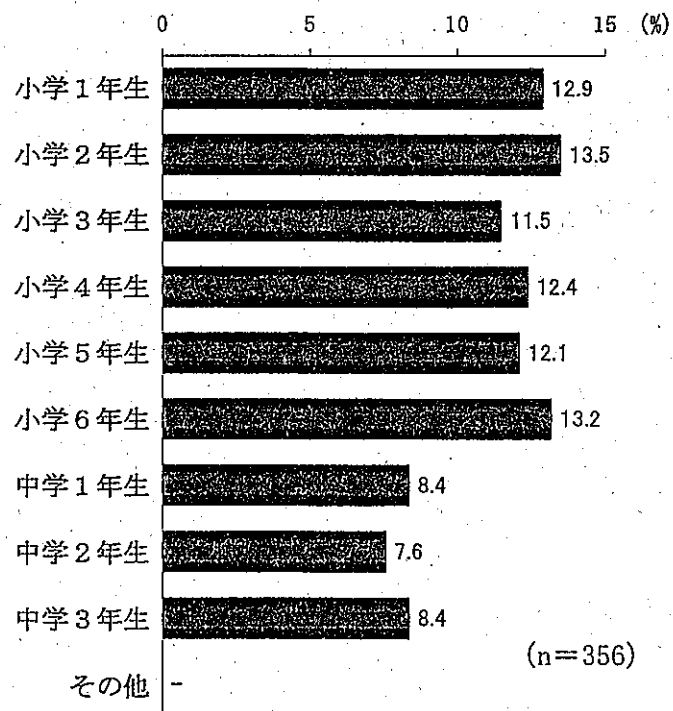 0 5 10 15 (%)
小学1年生 12.9
小学2年生 13.5
小学3年生 11.5
小学4年生 12.4
小学5年生 12.1
小学6年生 13.2
中学1年生 8.4
中学2年生 7.6
中学3年生 8.4
(n=356)
その他 -